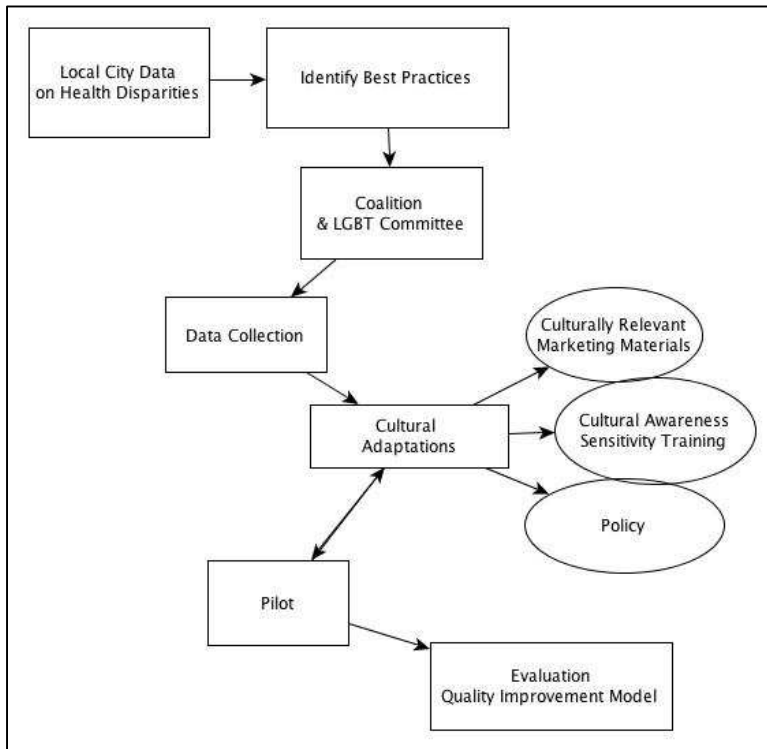 Local City Data
on Health Disparities
Identify Best Practices
Coalition
& LGBT Committee
Data Collection
Culturally Relevant
Marketing Materials
Cultural Awareness
Sensitivity Training
Cultural
Adaptations
Policy
Pilot
Evaluation
Quality Improvement Model